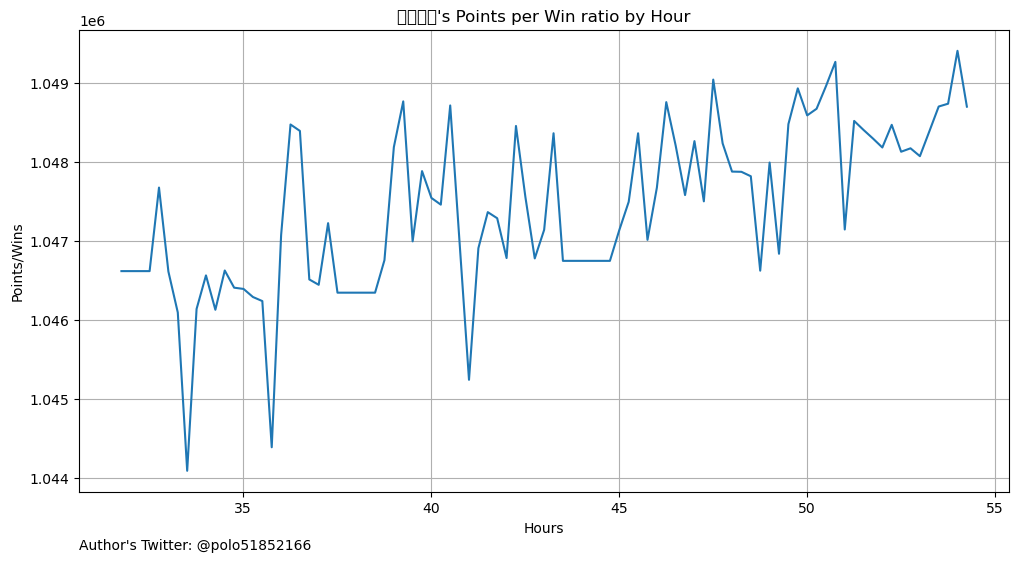 's Points per Win ratio by Hour
1e6
1.049
1.048
1.047
1.046
1.045
1.044
Points/Wins
35 40 45 50 55
Hours
Author's Twitter: @polo51852166